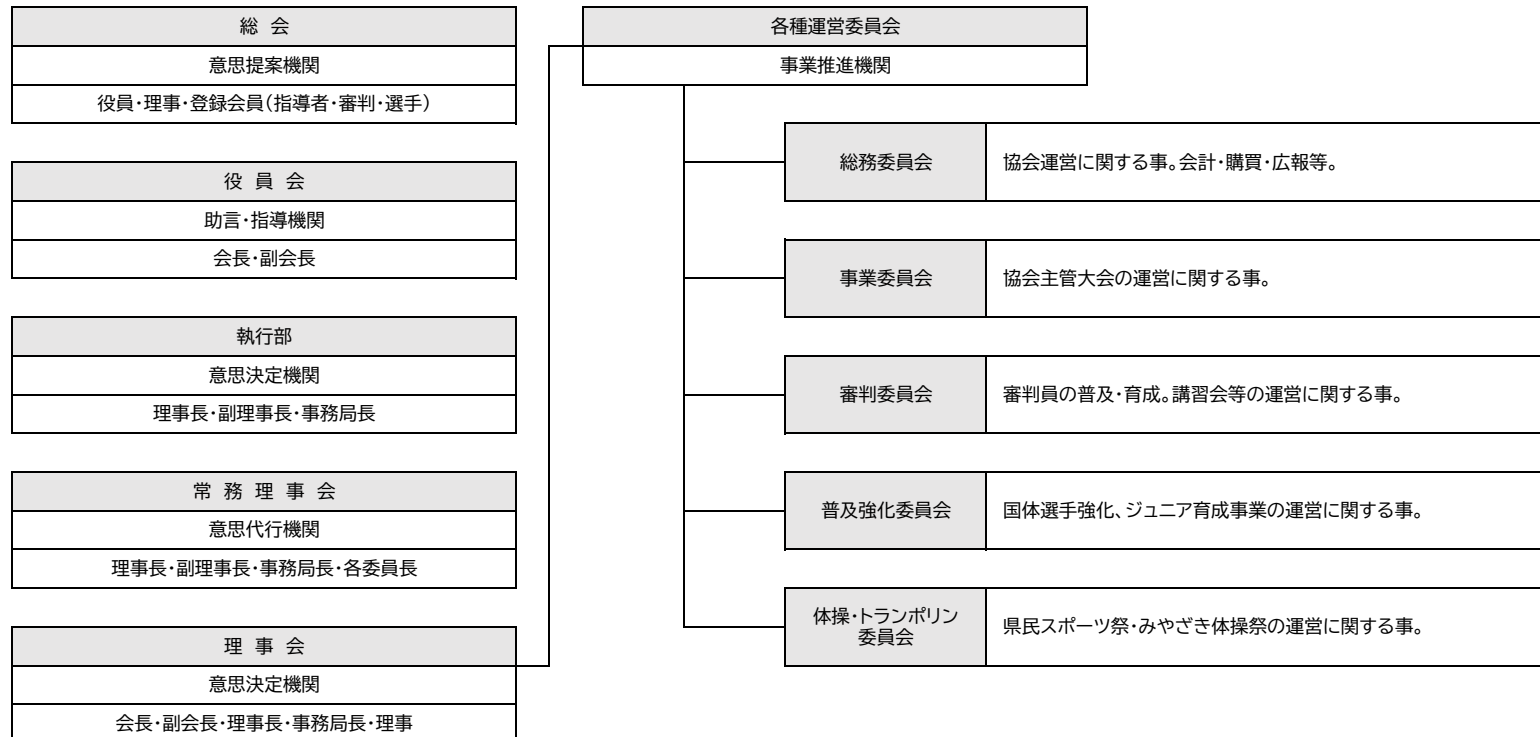 総 会
意思提案機関
役員・理事・登録会員（指導者・審判・選手）
役 員 会
助言・指導機関
会長・副会長
執行部
意思決定機関
理事長・副理事長・事務局長
常 務 理 事 会
意思代行機関
理事長・副理事長・事務局長・各委員長
理 事 会
意思決定機関
会長・副会長・理事長・事務局長・理事
各種運営委員会
事業推進機関
総務委員会
協会運営に関する事。会計・購買・広報等。
事業委員会
協会主管大会の運営に関する事。
審判委員会
審判員の普及・育成。講習会等の運営に関する事。
普及強化委員会
国体選手強化、ジュニア育成事業の運営に関する事。
体操・トランポリン
委員会
県民スポーツ祭・みやざき体操祭の運営に関する事。